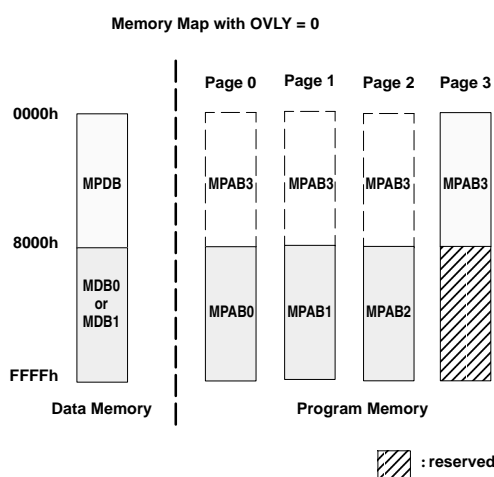 Memory Map with OVLY = 0
Page 0 Page 1 Page 2 Page 3
0000h
MPDB MPAB3 MPAB3 MPAB3 MPAB3
8000h
MDB0
or
MDB1
MPAB0 MPAB1 MPAB2
FFFFh
Data Memory Program Memory
: reserved